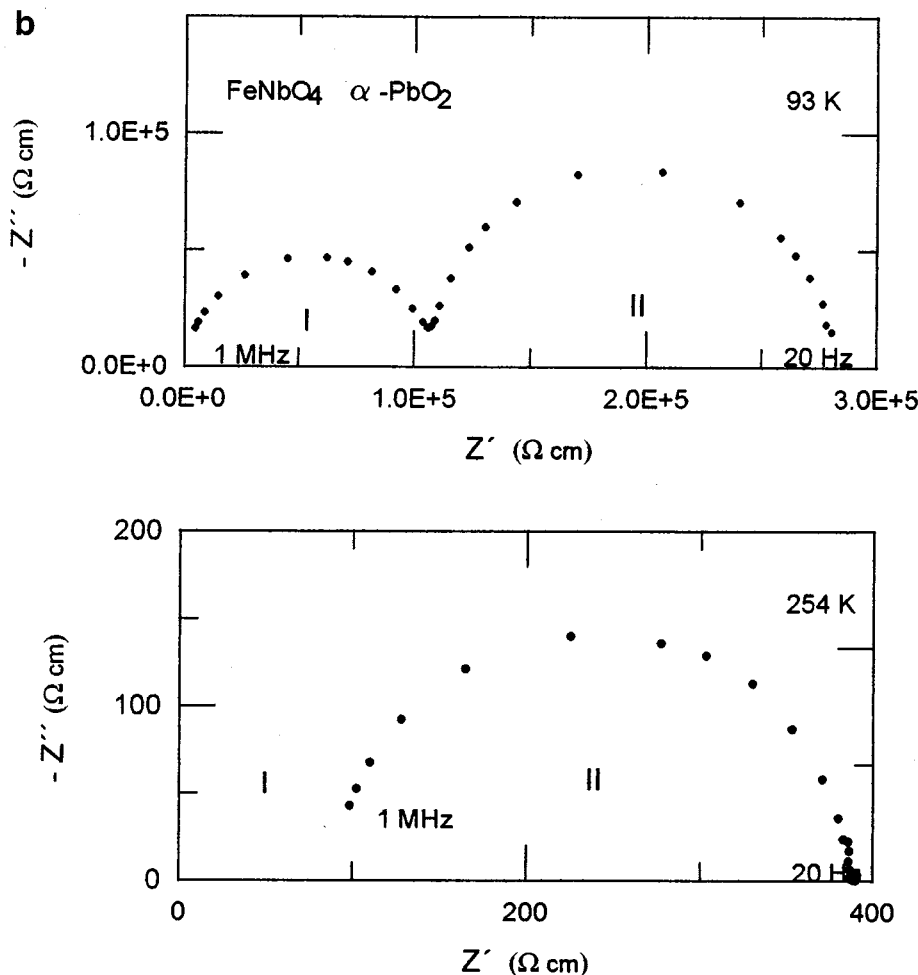 b
FeNbO4 α -PbO2
93 K
1.0E+5
- Z´´ (Ω cm)
I
II
1 MHz
20 Hz
0.0E+0
0.0E+0
1.0E+5
2.0E+5
3.0E+5
Z´ (Ω cm)
200
254 K
- Z´´ (Ω cm)
100
I
II
1 MHz
20 Hz
0
0
200
400
Z´ (Ω cm)